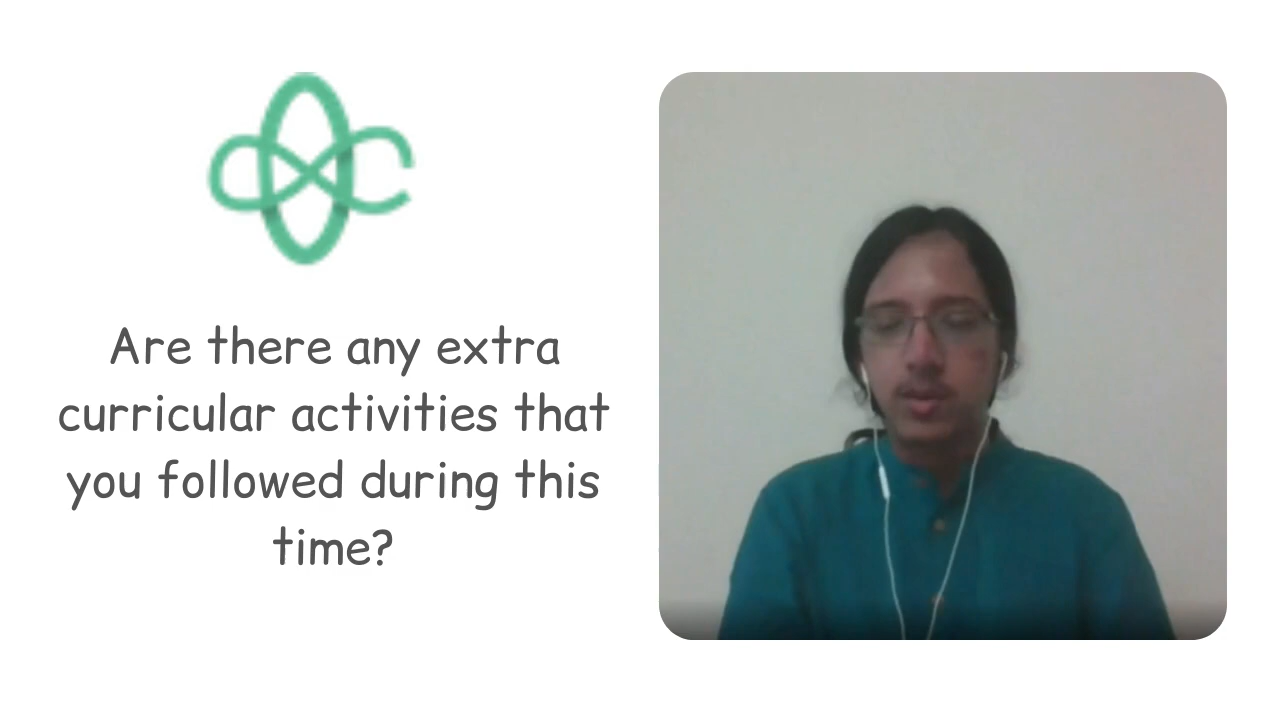 Are there any extra
curricular activities that
you followed during this
time?